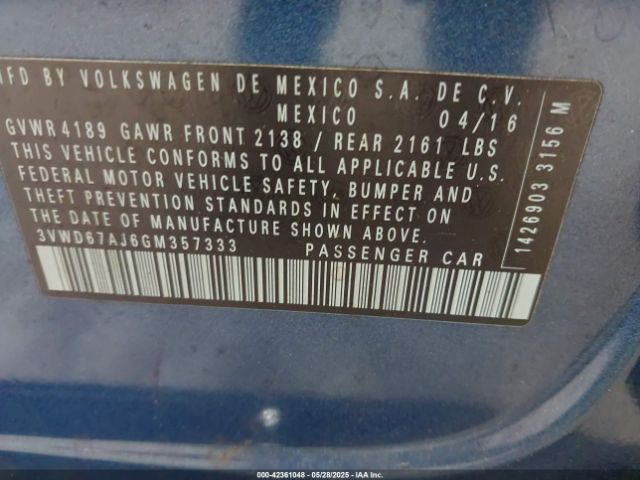 MFD BY VOLKSWAGEN DE MEXICO S.A. DE C.V.
MEXICO 04/16
GVWR 4189 GAWR FRONT 2138 / REAR 2161 LBS
THIS VEHICLE CONFORMS TO ALL APPLICABLE U.S.
FEDERAL MOTOR VEHICLE SAFETY, BUMPER AND
THEFT PREVENTION STANDARDS IN EFFECT ON
THE DATE OF MANUFACTURE SHOWN ABOVE.
3VWD67AJ6GM357333 PASSENGER CAR
1426903 3156 M
000-42361048 05/28/2025 IAA Inc.